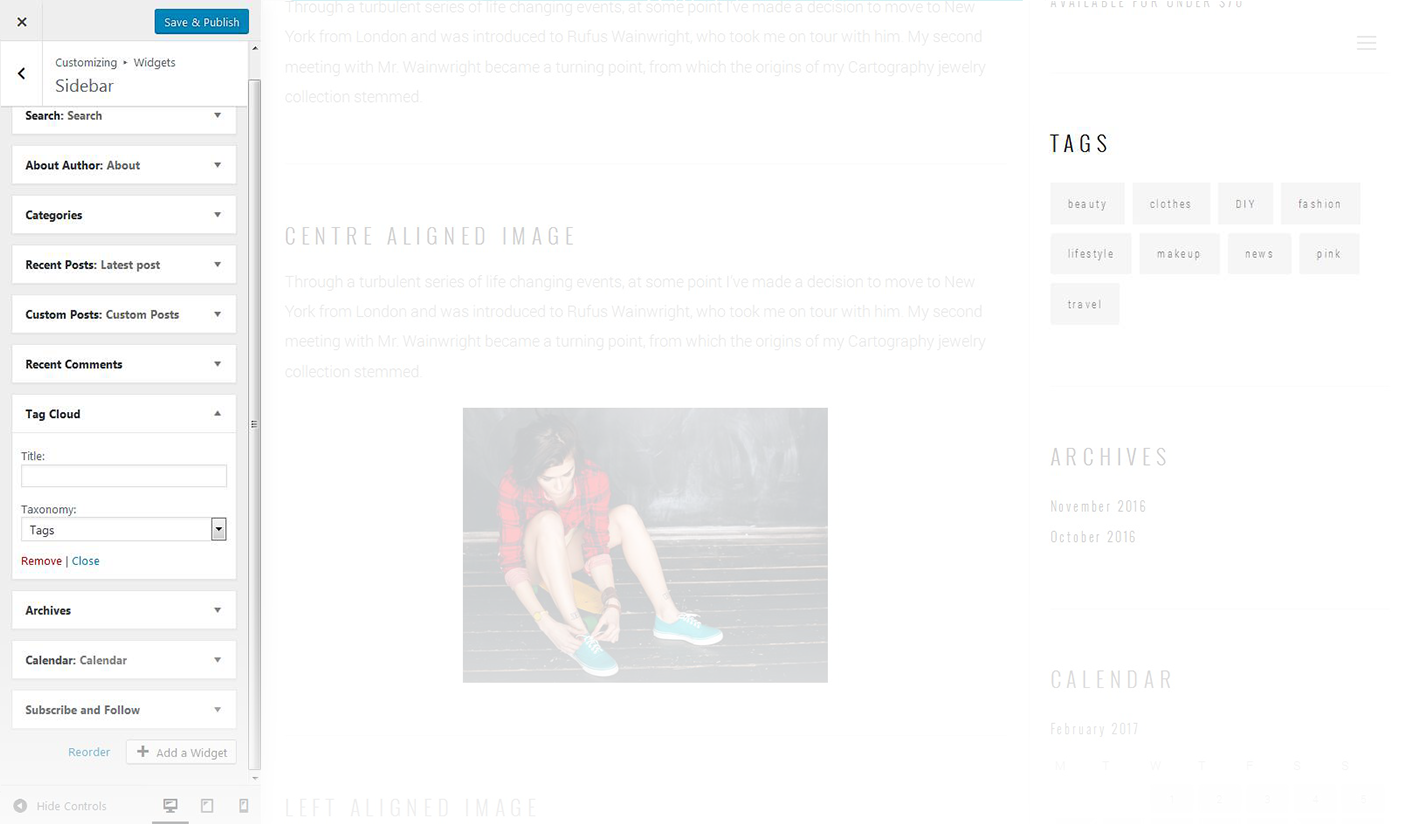 Save & Publish
Customizing ▸ Widgets
Sidebar
Search: Search
About Author: About
Categories
Recent Posts: Latest post
Custom Posts: Custom Posts
Recent Comments
Tag Cloud
Title:
Taxonomy:
Tags
Remove | Close
Archives
Calendar: Calendar
Subscribe and Follow
Reorder
Add a Widget
Hide Controls
Through a turbulent series of life changing events, at some point I've made a decision to move to New
York from London and was introduced to Rufus Wainwright, who took me on tour with him. My second
meeting with Mr. Wainwright became a turning point, from which the origins of my Cartography jewelry
collection stemmed.
CENTRE ALIGNED IMAGE
Through a turbulent series of life changing events, at some point I've made a decision to move to New
York from London and was introduced to Rufus Wainwright, who took me on tour with him. My second
meeting with Mr. Wainwright became a turning point, from which the origins of my Cartography jewelry
collection stemmed.
LEFT ALIGNED IMAGE
AVAILABLE FOR UNDER
TAGS
beauty clothes DIY fashion
lifestyle makeup news pink
travel
ARCHIVES
November 2016
October 2016
CALENDAR
February 2017
M T W T F S S